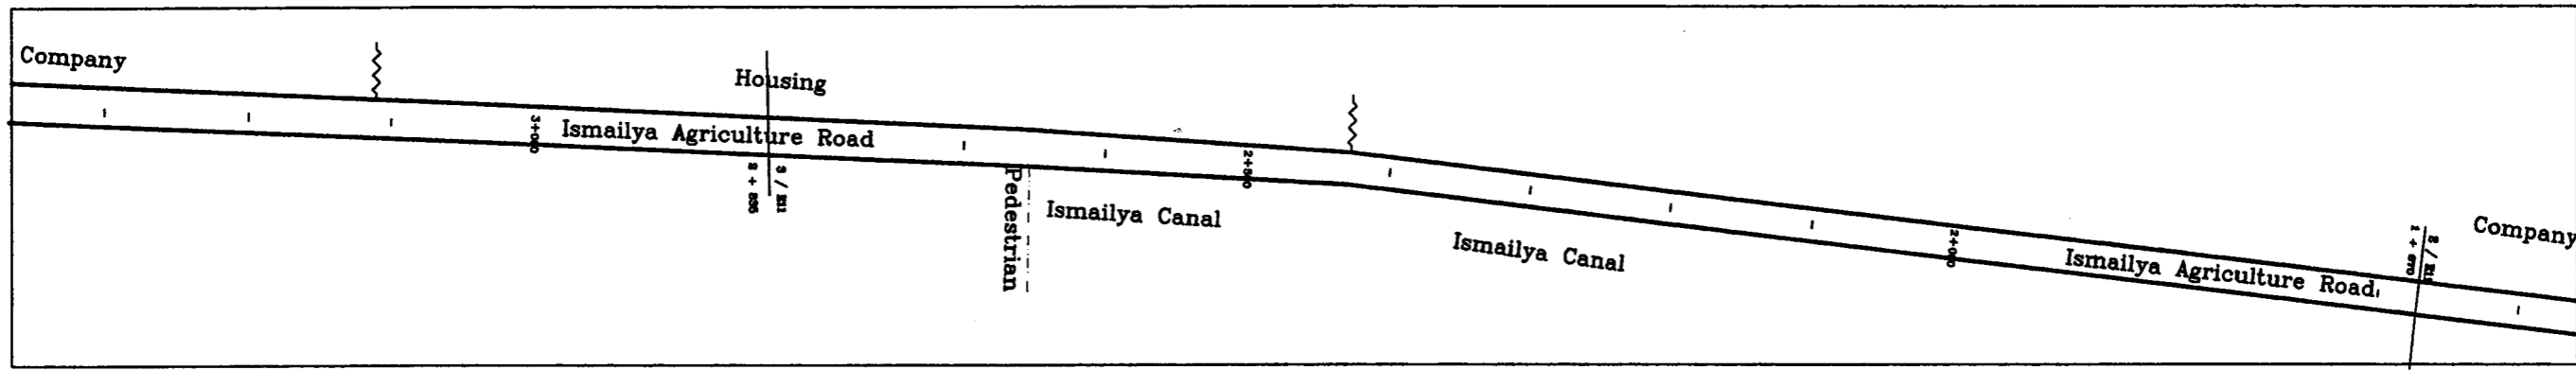 Company
Housing
3+000
Ismailya Agriculture Road
Pedestrian
Ismailya Canal
2+500
Ismailya Canal
2+000
Ismailya Agriculture Road
Company